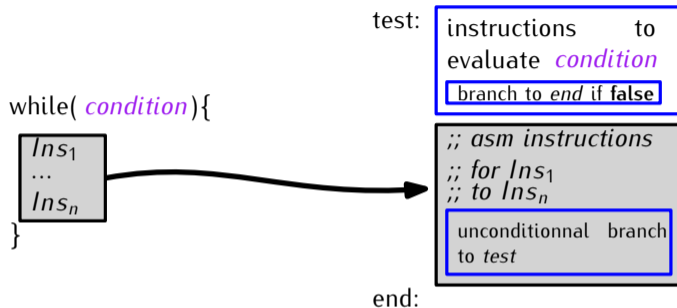 test:
instructions to
evaluate condition
branch to end if false
while( condition){
Ins₁
...
Insₙ
}
;; asm instructions
;; for Ins₁
;; to Insₙ
unconditionnal branch
to test
end: